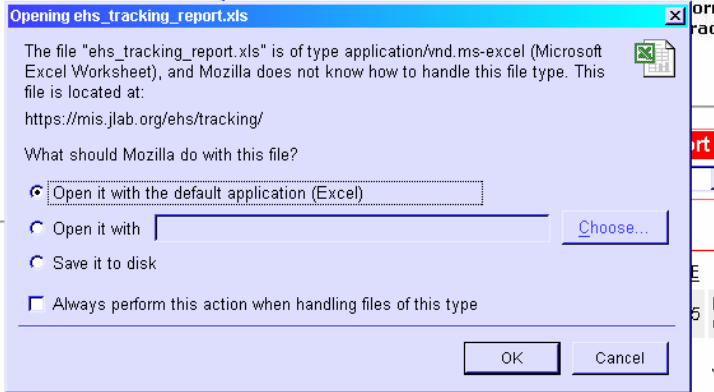 Opening ehs_tracking_report.xls
The file "ehs_tracking_report.xls" is of type application/vnd.ms-excel (Microsoft
Excel Worksheet), and Mozilla does not know how to handle this file type. This
file is located at:
https://mis.jlab.org/ehs/tracking/
What should Mozilla do with this file?
Open it with the default application (Excel)
Open it with
Choose...
Save it to disk
Always perform this action when handling files of this type
OK
Cancel
E
5